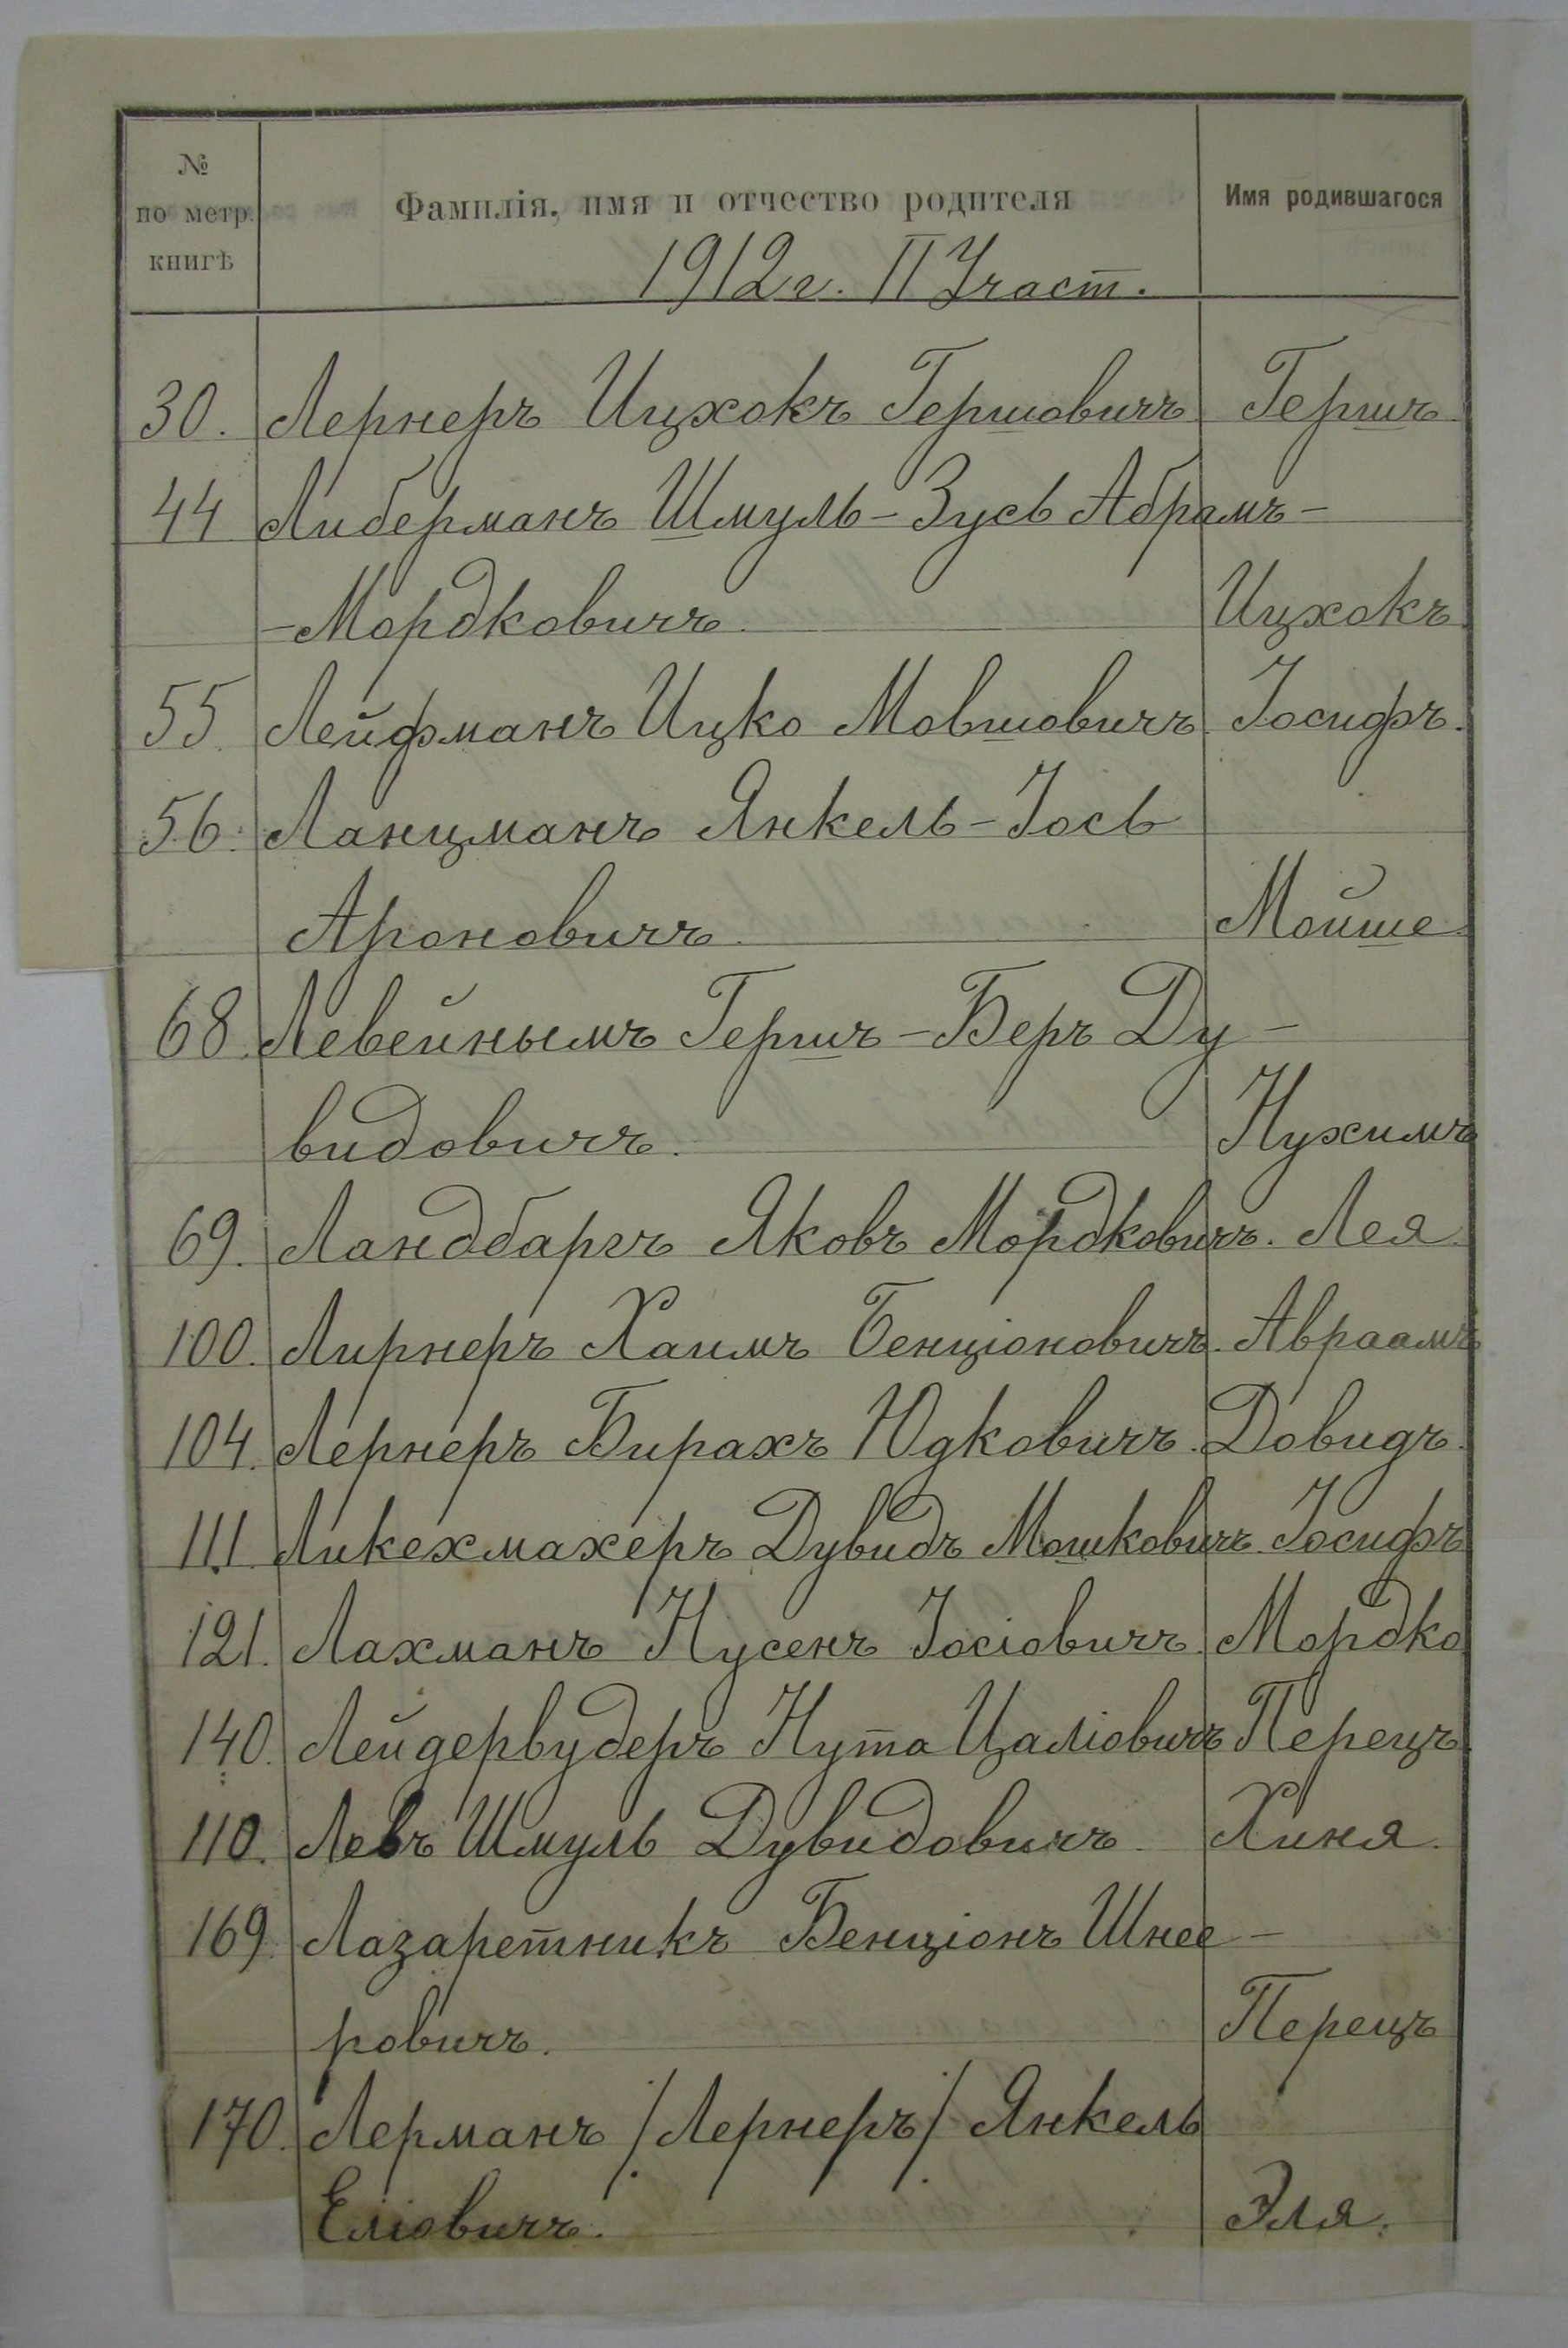 № по метр. книгѣ Фамилія, имя и отчество родителя Имя родившагося
1912г. II Участ.
30. Лернеръ Ицхокъ Гершовичъ Гершъ
44 Либерманъ Шмуль-Зусь Абрамъ-
-Мордковичъ. Ицхокъ
55. Лейфманъ Ицко Мовшовичъ. Іосифъ.
56. Ланцманъ Янкель-Іось
Ароновичъ. Мойше
68. Левейнымъ Гершъ-Беръ Ду-
видовичъ. Нухимъ
69. Ландбаргъ Яковъ Мордковичъ. Лея.
100. Лирнеръ Хаимъ Бенціоновичъ. Авраамъ
104. Лернеръ Бирахъ Юдковичъ. Довидъ.
111. Ликехмахеръ Дувидъ Мошковичъ. Іосифъ
121. Лахманъ Нусенъ Іосіовичъ. Мордко
140. Лейдервудеръ Нута Цаліовичъ Перецъ
110. Левъ Шмуль Дувидовичъ. Хиня.
169. Лазаретникъ Бенціонъ Шнее-
ровичъ. Перецъ
170. Лерманъ /Лернеръ/ Янкель
Еліовичъ. Эля.